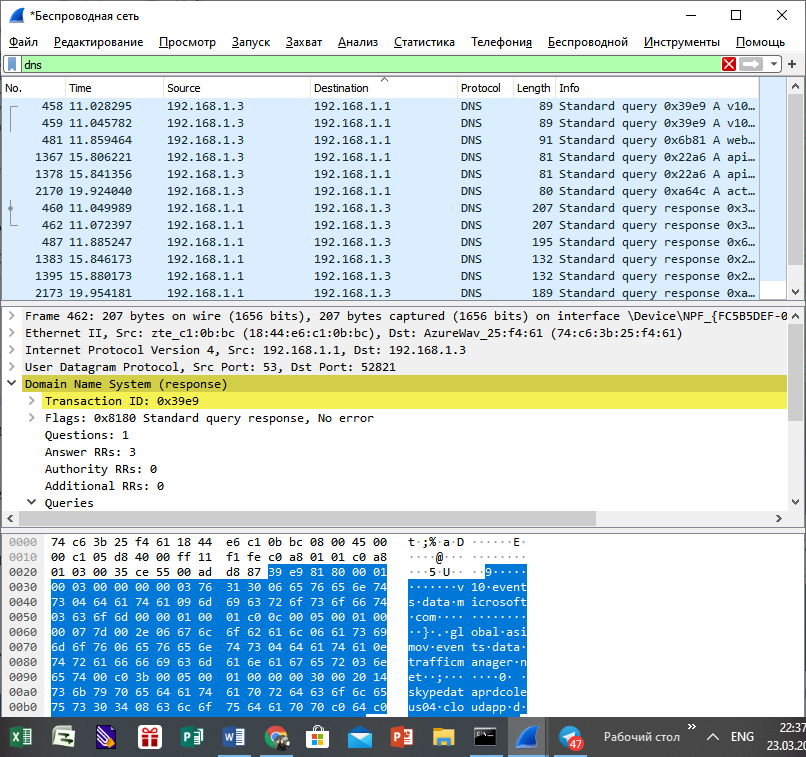 *Беспроводная сеть
Файл Редактирование Просмотр Запуск Захват Анализ Статистика Телефония Беспроводной Инструменты Помощь
dns
No. Time Source Destination Protocol Length Info
458 11.028295 192.168.1.3 192.168.1.1 DNS 89 Standard query 0x39e9 A v10…
459 11.045782 192.168.1.3 192.168.1.1 DNS 89 Standard query 0x39e9 A v10…
481 11.859464 192.168.1.3 192.168.1.1 DNS 91 Standard query 0x6b81 A web…
1367 15.806221 192.168.1.3 192.168.1.1 DNS 81 Standard query 0x22a6 A api…
1378 15.841356 192.168.1.3 192.168.1.1 DNS 81 Standard query 0x22a6 A api…
2170 19.924040 192.168.1.3 192.168.1.1 DNS 80 Standard query 0xa64c A act…
460 11.049989 192.168.1.1 192.168.1.3 DNS 207 Standard query response 0x3…
462 11.072397 192.168.1.1 192.168.1.3 DNS 207 Standard query response 0x3…
487 11.885247 192.168.1.1 192.168.1.3 DNS 195 Standard query response 0x6…
1383 15.846173 192.168.1.1 192.168.1.3 DNS 132 Standard query response 0x2…
1395 15.880173 192.168.1.1 192.168.1.3 DNS 132 Standard query response 0x2…
2173 19.954181 192.168.1.1 192.168.1.3 DNS 189 Standard query response 0xa…
Frame 462: 207 bytes on wire (1656 bits), 207 bytes captured (1656 bits) on interface \Device\NPF_{FC5B5DEF-0
Ethernet II, Src: zte_c1:0b:bc (18:44:e6:c1:0b:bc), Dst: AzureWav_25:f4:61 (74:c6:3b:25:f4:61)
Internet Protocol Version 4, Src: 192.168.1.1, Dst: 192.168.1.3
User Datagram Protocol, Src Port: 53, Dst Port: 52821
Domain Name System (response)
Transaction ID: 0x39e9
Flags: 0x8180 Standard query response, No error
Questions: 1
Answer RRs: 3
Authority RRs: 0
Additional RRs: 0
Queries
0000 74 c6 3b 25 f4 61 18 44 e6 c1 0b bc 08 00 45 00 t·;%·a·D ······E·
0010 00 c1 05 d8 40 00 ff 11 f1 fe c0 a8 01 01 c0 a8 ····@··· ········
0020 01 03 00 35 ce 55 00 ad d8 87 39 e9 81 80 00 01 ···5·U·· ··9·····
0030 00 03 00 00 00 00 03 76 31 30 06 65 76 65 6e 74 ·······v 10·event
0040 73 04 64 61 74 61 09 6d 69 63 72 6f 73 6f 66 74 s·data·m icrosoft
0050 03 63 6f 6d 00 00 01 00 01 c0 0c 00 05 00 01 00 ·com···· ········
0060 00 07 7d 00 2e 06 67 6c 6f 62 61 6c 06 61 73 69 ··}·.·gl obal·asi
0070 6d 6f 76 06 65 76 65 6e 74 73 04 64 61 74 61 0e mov·even ts·data·
0080 74 72 61 66 66 69 63 6d 61 6e 61 67 65 72 03 6e trafficm anager·n
0090 65 74 00 c0 3b 00 05 00 01 00 00 00 30 00 20 14 et··;··· ····0· ·
00a0 73 6b 79 70 65 64 61 74 61 70 72 64 63 6f 6c 65 skypedat aprdcole
00b0 75 73 30 34 08 63 6c 6f 75 64 61 70 70 c0 64 c0 us04·clo udapp·d·
47 Рабочий стол » ENG 22:37
23.03.20